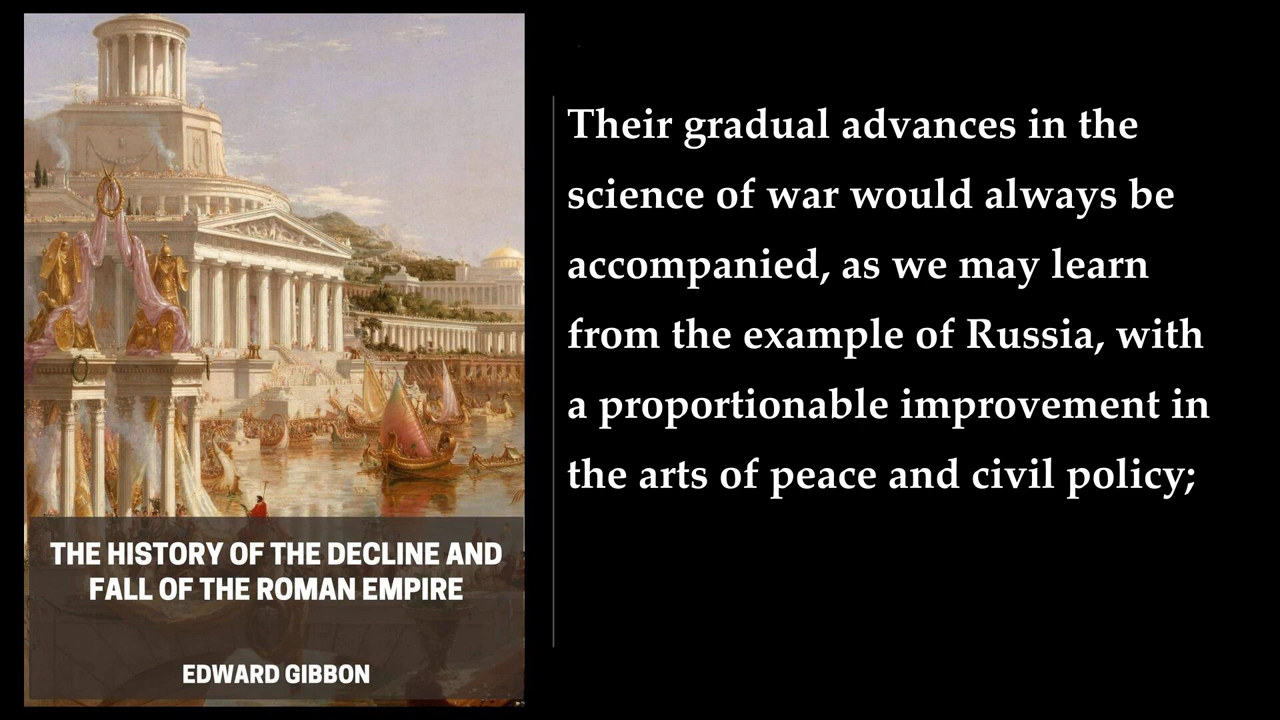 Their gradual advances in the
science of war would always be
accompanied, as we may learn
from the example of Russia, with
a proportionable improvement in
the arts of peace and civil policy;
THE HISTORY OF THE DECLINE AND
FALL OF THE ROMAN EMPIRE
EDWARD GIBBON